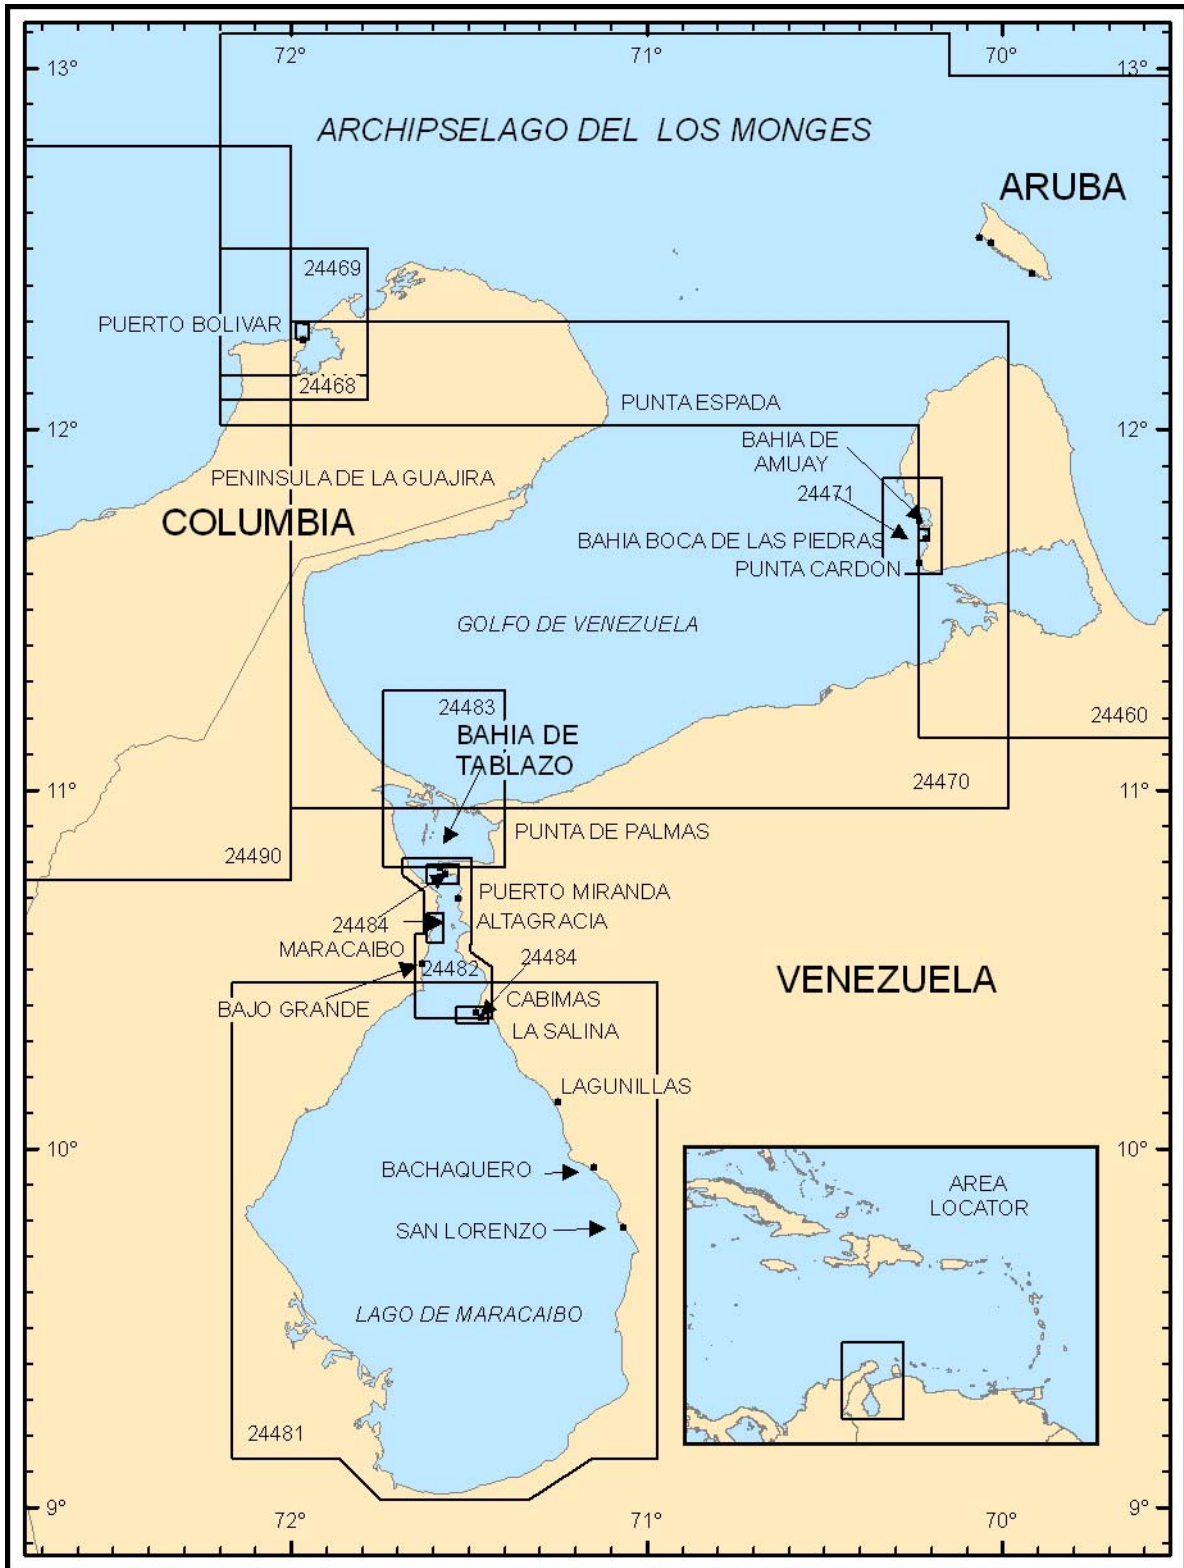 72°
71°
70°
13°
13°
ARCHIPSELAGO DEL LOS MONGES
ARUBA
24469
PUERTO BOLIVAR
24468
PUNTA ESPADA
12°
12°
BAHIA DE
AMUAY
PENINSULA DE LA GUAJIRA
24471
COLUMBIA
BAHIA BOCA DE LAS PIEDRAS
PUNTA CARDON
GOLFO DE VENEZUELA
24483
24460
BAHIA DE
TABLAZO
11°
24470
11°
PUNTA DE PALMAS
24490
PUERTO MIRANDA
24484
ALTAGRACIA
MARACAIBO
24484
24482
VENEZUELA
BAJO GRANDE
CABIMAS
LA SALINA
LAGUNILLAS
10°
10°
BACHAQUERO
AREA
LOCATOR
SAN LORENZO
LAGO DE MARACAIBO
24481
9°
72°
71°
70°
9°